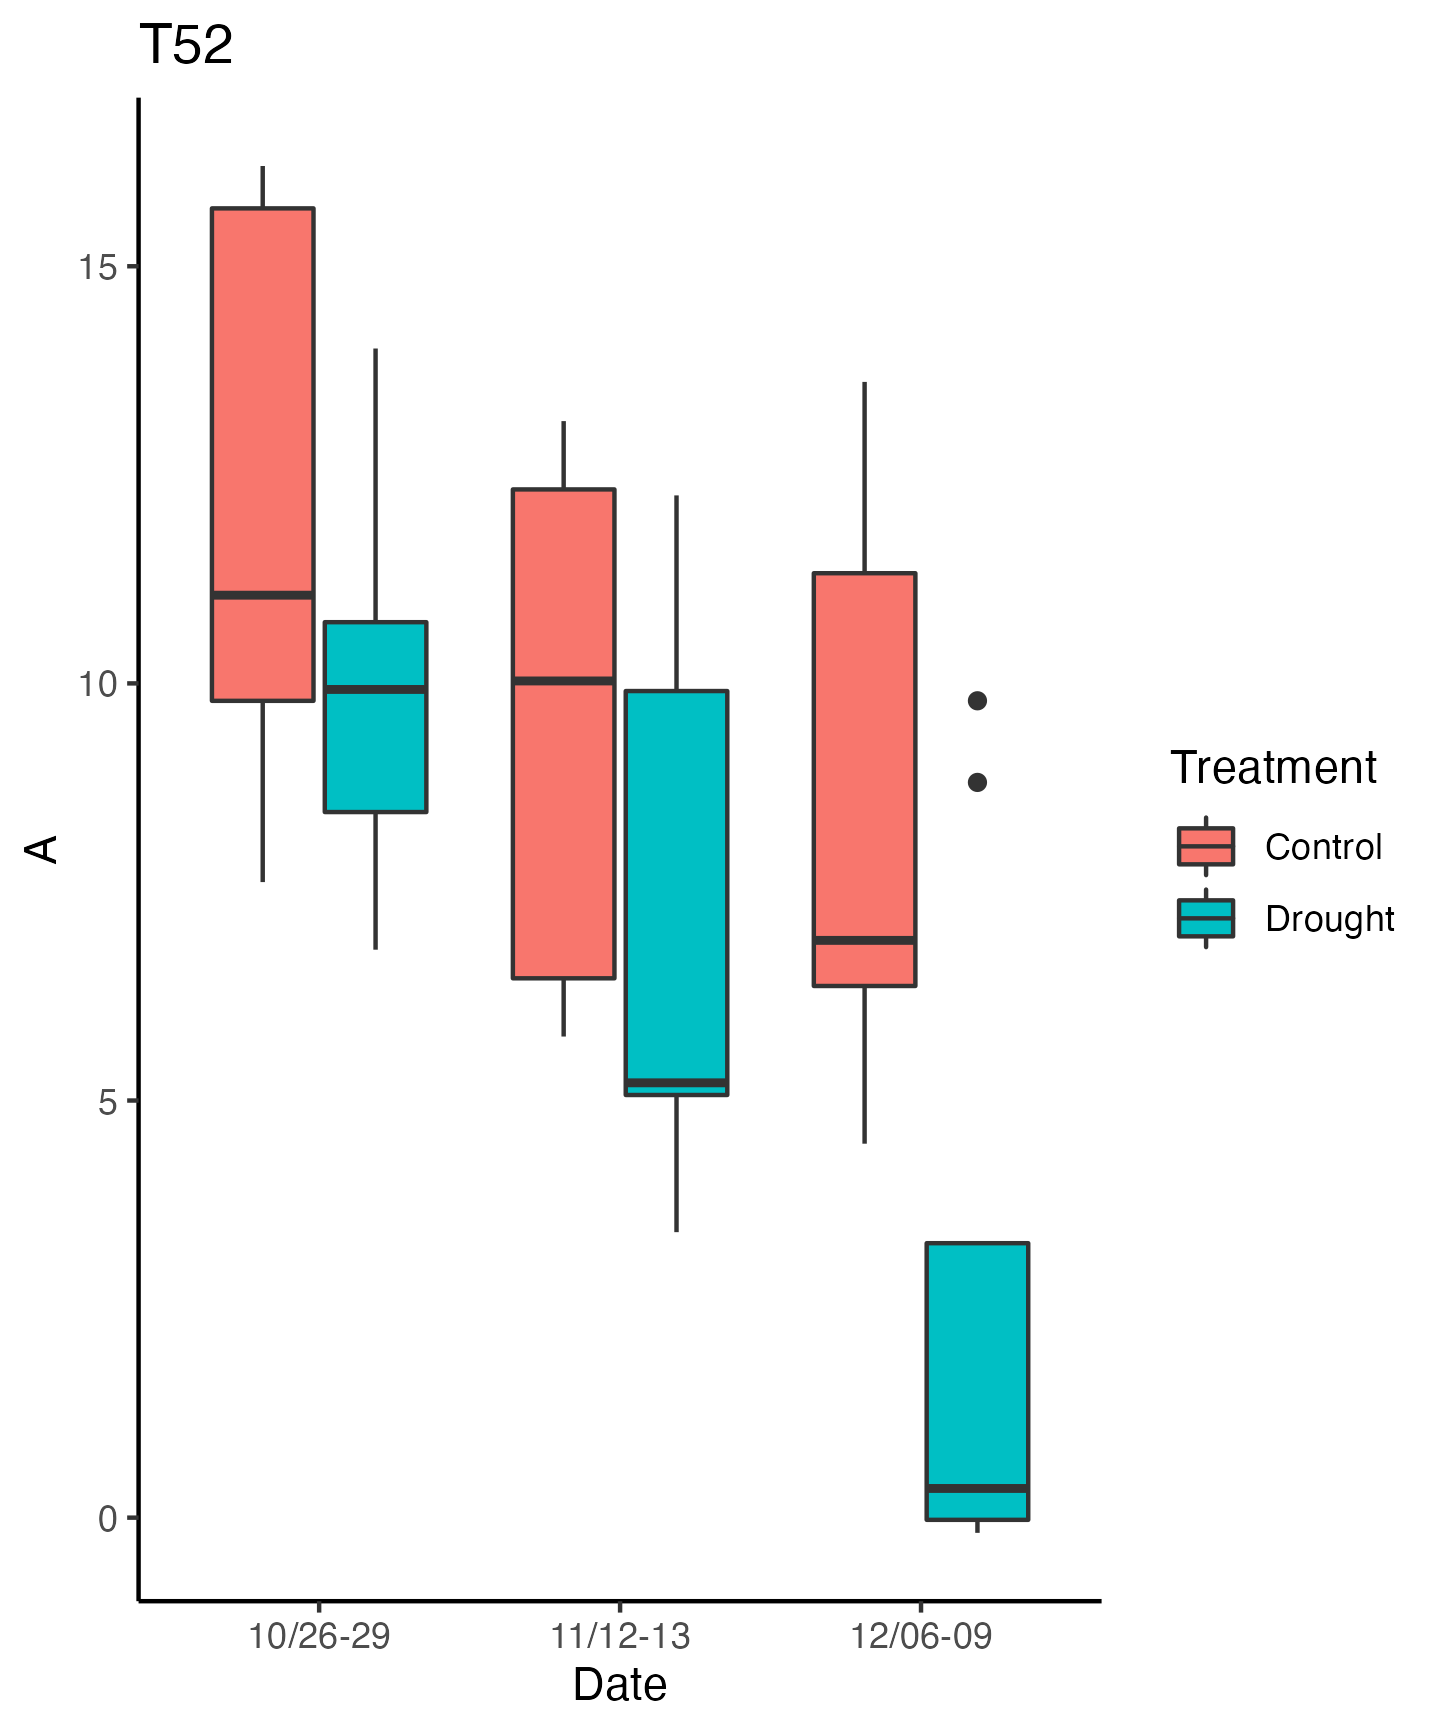 T52
15
10
5
0
A
10/26-29
11/12-13
12/06-09
Date
Treatment
Control
Drought